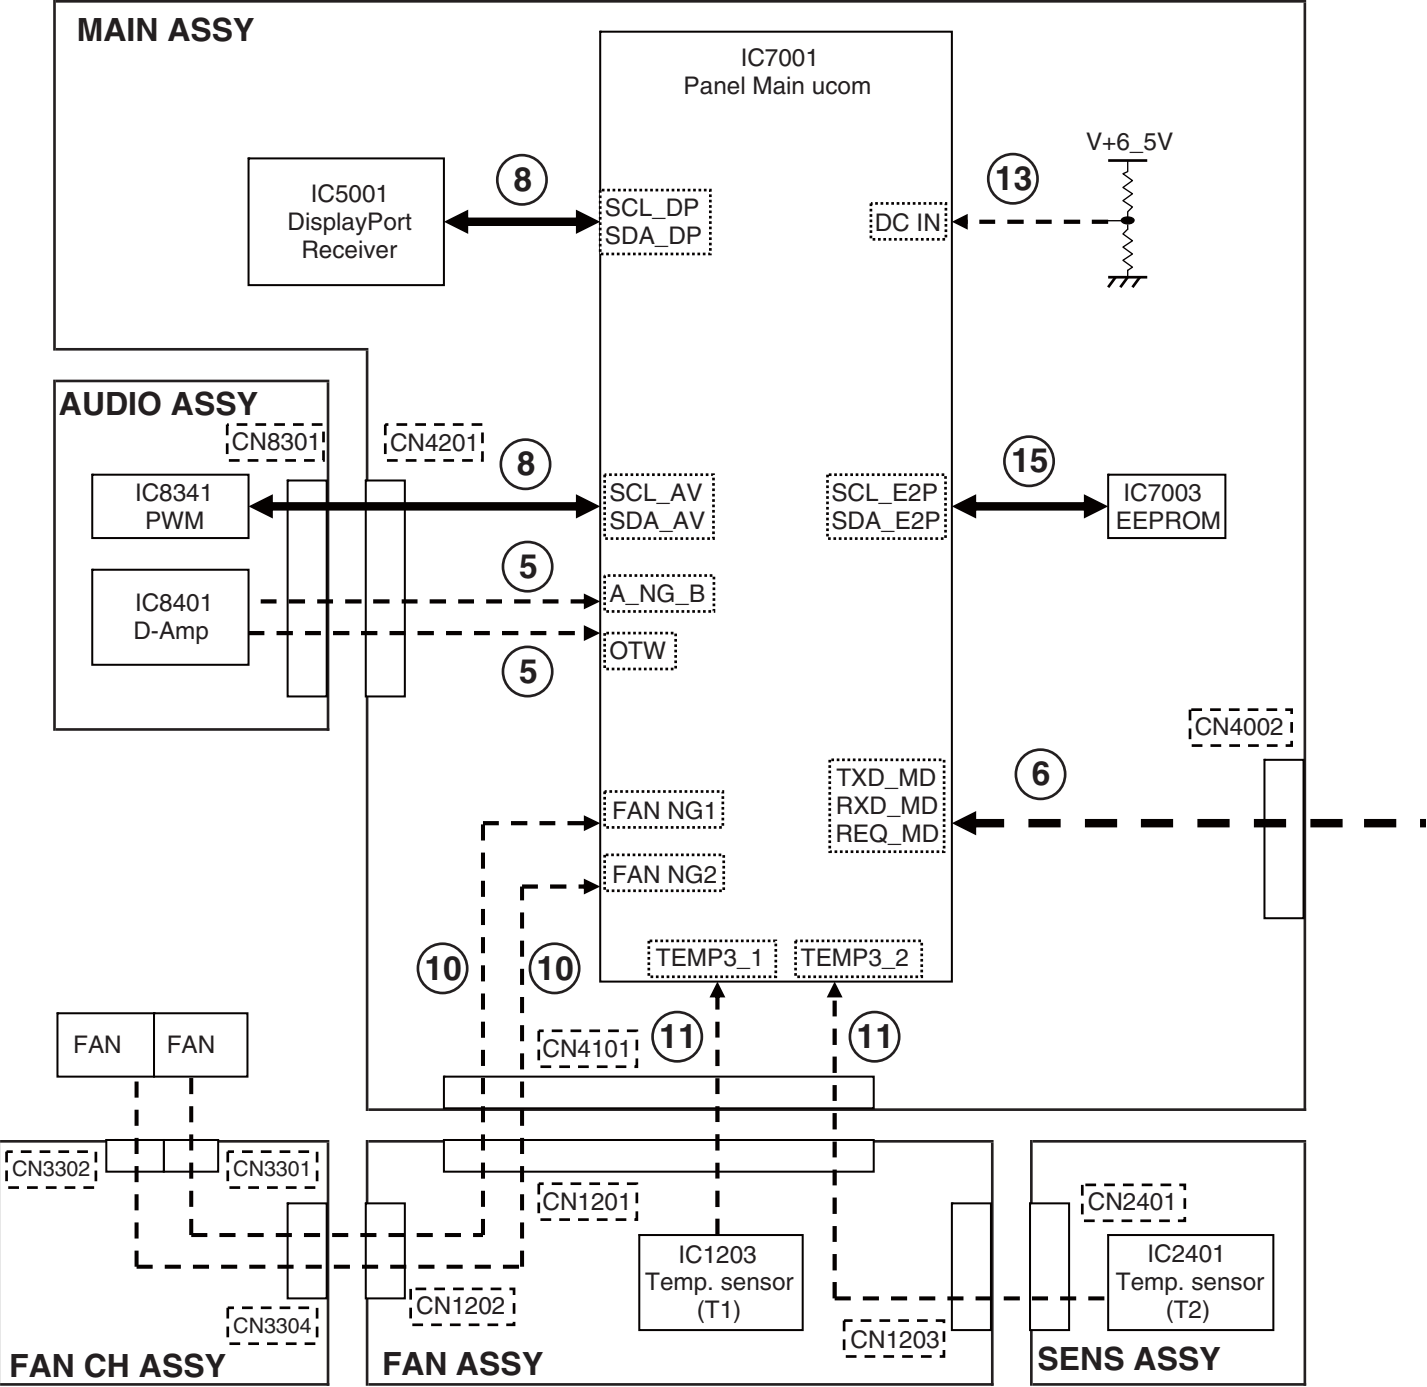 MAIN ASSY
IC7001
Panel Main ucom
V+6_5V
8
13
IC5001
DisplayPort
Receiver
SCL_DP
SDA_DP
DC IN
AUDIO ASSY
CN8301
CN4201
8
15
IC8341
PWM
SCL_AV
SDA_AV
SCL_E2P
SDA_E2P
IC7003
EEPROM
5
IC8401
D-Amp
A_NG_B
OTW
5
CN4002
6
TXD_MD
RXD_MD
REQ_MD
FAN NG1
FAN NG2
10
10
TEMP3_1
TEMP3_2
11
11
FAN
FAN
CN4101
CN3302
CN3301
CN1201
CN2401
IC1203
Temp. sensor
(T1)
IC2401
Temp. sensor
(T2)
CN3304
CN1202
CN1203
FAN CH ASSY
FAN ASSY
SENS ASSY